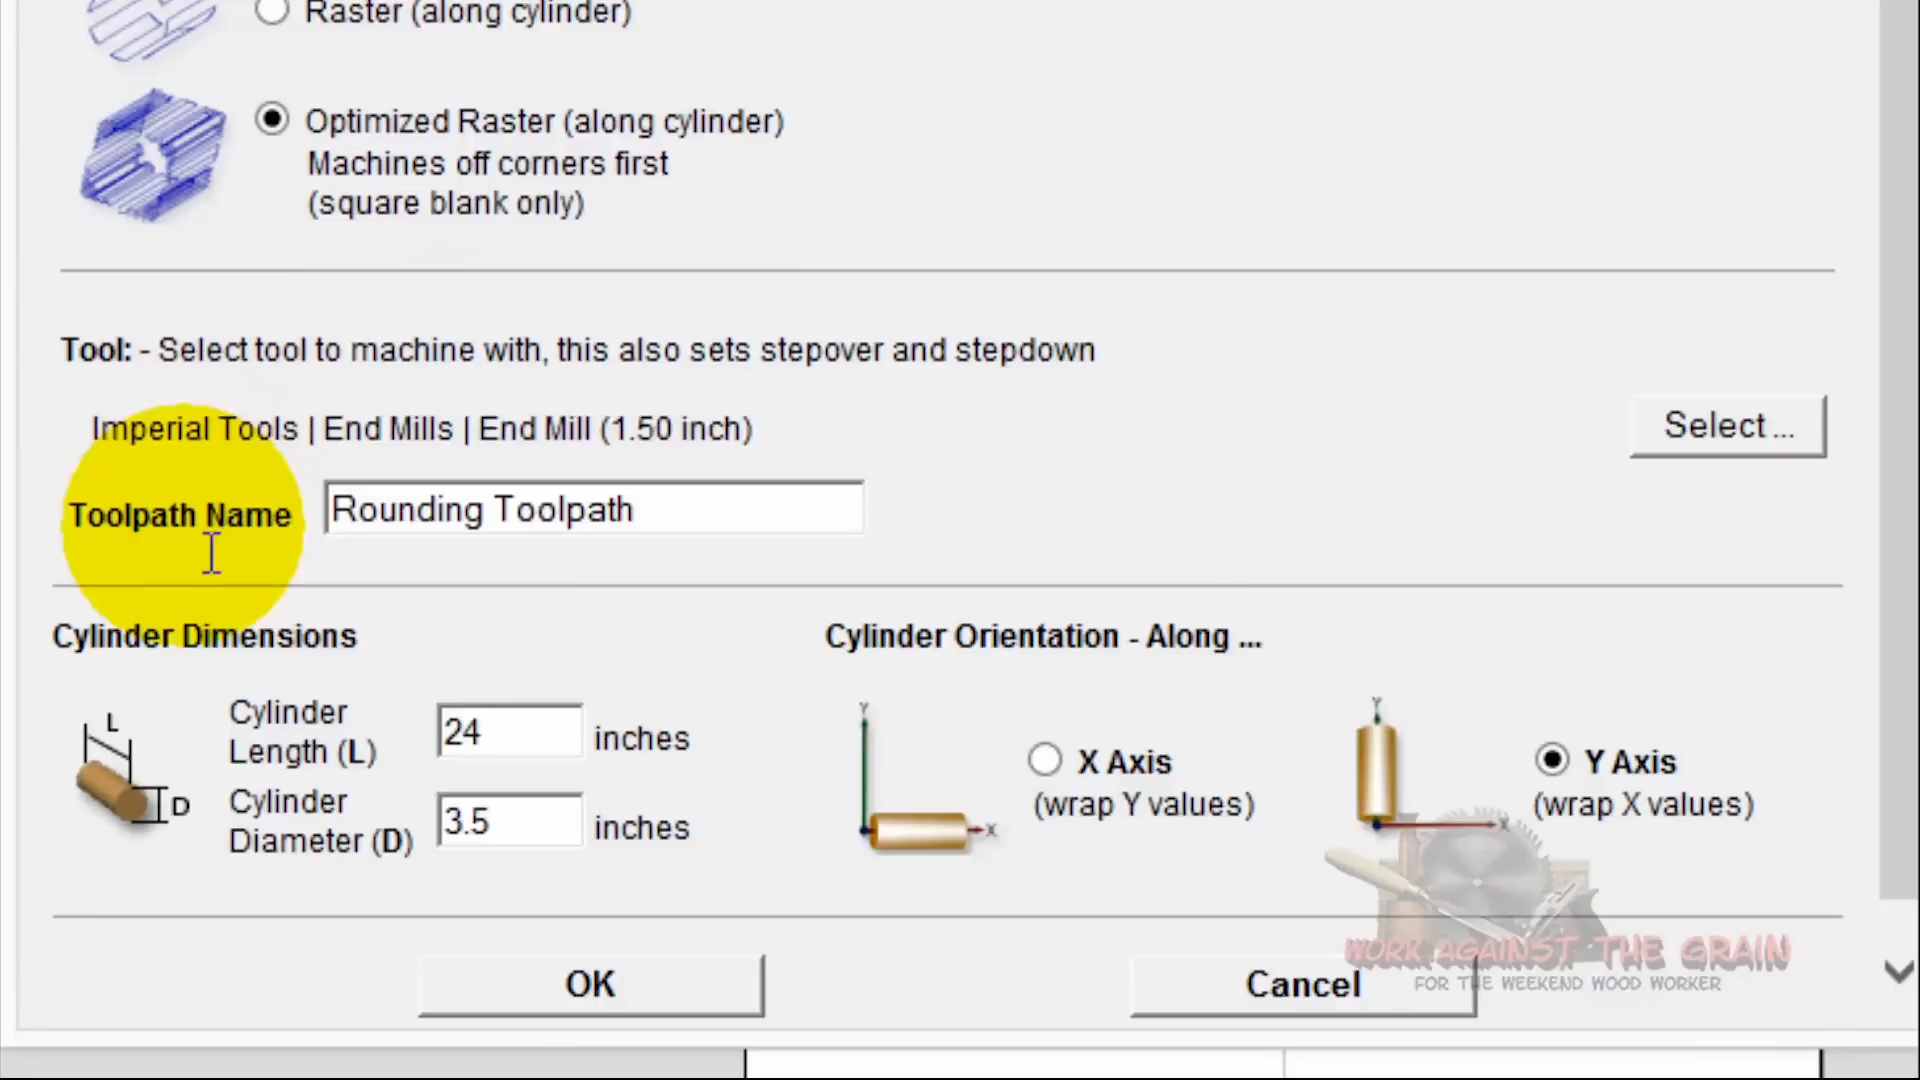 Raster (along cylinder)
Optimized Raster (along cylinder)
Machines off corners first
(square blank only)
Tool: - Select tool to machine with, this also sets stepover and stepdown
Imperial Tools | End Mills | End Mill (1.50 inch)
Select ...
Toolpath Name
Rounding Toolpath
Cylinder Dimensions
Cylinder Orientation - Along ...
L
D
Cylinder
Length (L)
24
inches
Cylinder
Diameter (D)
3.5
inches
Y
X
X Axis
(wrap Y values)
Y
X
Y Axis
(wrap X values)
OK
Cancel
WORK AGAINST THE GRAIN
FOR THE WEEKEND WOOD WORKER